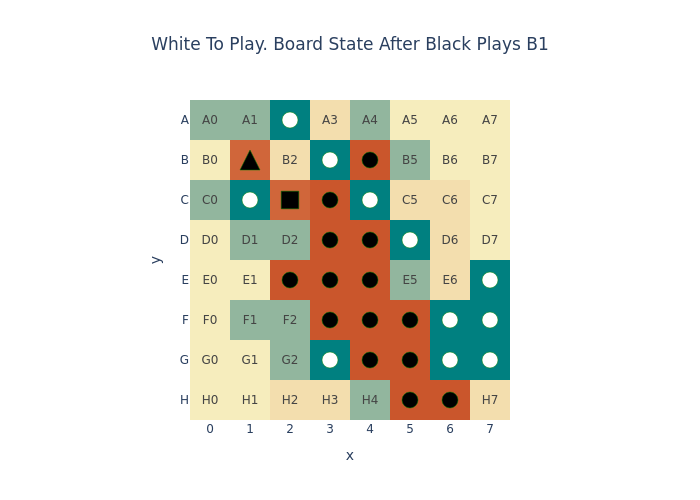 White To Play. Board State After Black Plays B1
A A0 A1 A3 A4 A5 A6 A7
B B0 B2 B5 B6 B7
C C0 C5 C6 C7
D D0 D1 D2 D6 D7
E E0 E1 E5 E6
F F0 F1 F2
G G0 G1 G2
H H0 H1 H2 H3 H4 H7
0 1 2 3 4 5 6 7
x
y